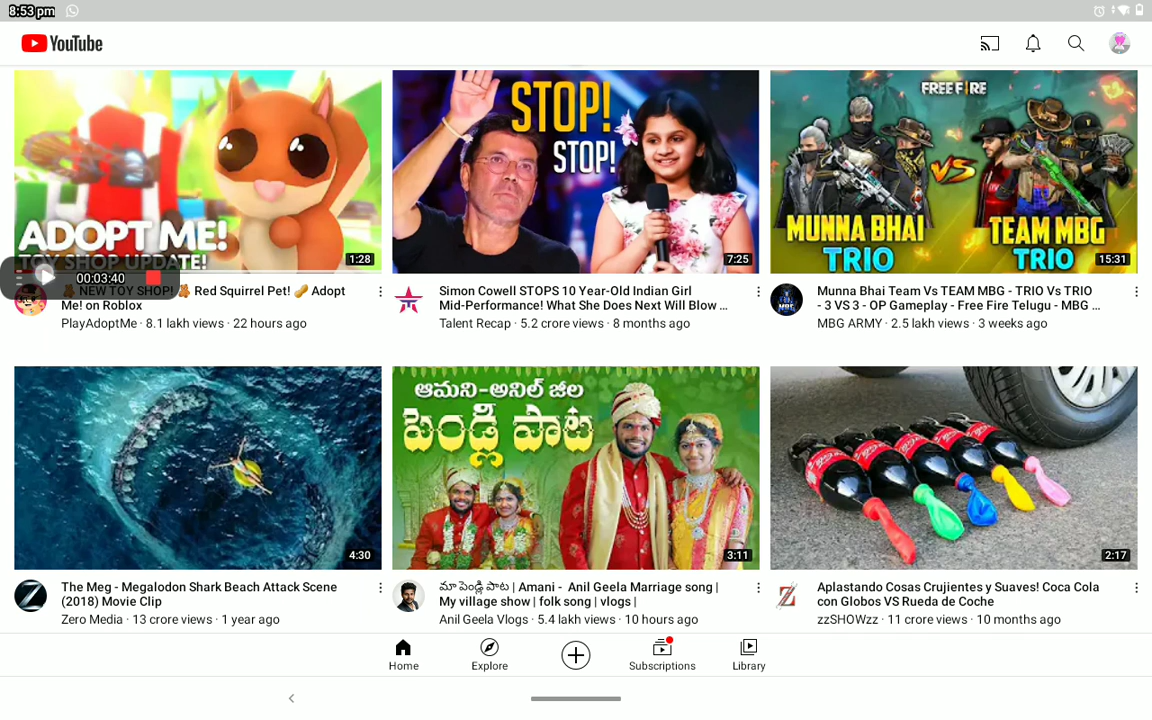 8:53 pm
YouTube
ADOPT ME!
TOY SHOP UPDATE!
1:28
STOP!
STOP!
7:25
FREE FIRE
VS
MUNNA BHAI
TRIO
TEAM MBG
TRIO
15:31
00:03:40
🧸 NEW TOY SHOP! 🧸 Red Squirrel Pet! 🥜 Adopt
Me! on Roblox
PlayAdoptMe · 8.1 lakh views · 22 hours ago
Simon Cowell STOPS 10 Year-Old Indian Girl
Mid-Performance! What She Does Next Will Blow ...
Talent Recap · 5.2 crore views · 8 months ago
Munna Bhai Team Vs TEAM MBG - TRIO Vs TRIO
- 3 VS 3 - OP Gameplay - Free Fire Telugu - MBG ...
MBG ARMY · 2.5 lakh views · 3 weeks ago
4:30
ఆమని-అనిల్ జీల
పెండ్లి పాట
3:11
2:17
The Meg - Megalodon Shark Beach Attack Scene
(2018) Movie Clip
Zero Media · 13 crore views · 1 year ago
మా పెండ్లి పాట | Amani - Anil Geela Marriage song |
My village show | folk song | vlogs |
Anil Geela Vlogs · 5.4 lakh views · 10 hours ago
Aplastando Cosas Crujientes y Suaves! Coca Cola
con Globos VS Rueda de Coche
zzSHOWzz · 11 crore views · 10 months ago
Home
Explore
Subscriptions
Library